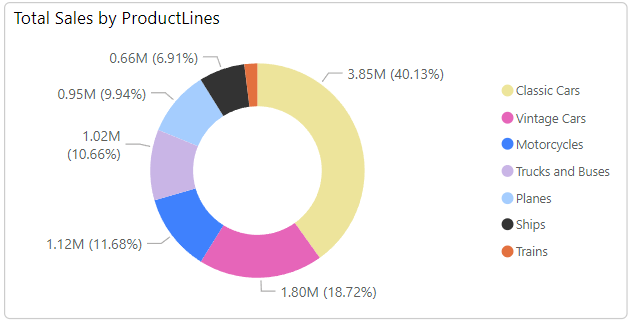 Total Sales by ProductLines
0.66M (6.91%)
3.85M (40.13%)
0.95M (9.94%)
1.02M
(10.66%)
1.12M (11.68%)
1.80M (18.72%)
Classic Cars
Vintage Cars
Motorcycles
Trucks and Buses
Planes
Ships
Trains